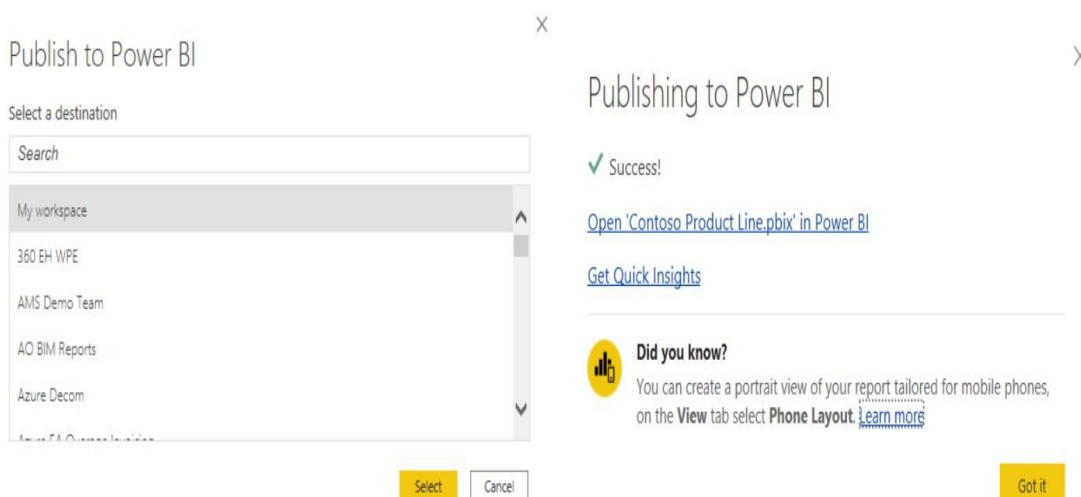 Publish to Power BI
Select a destination
Search
My workspace
360 EH WPE
AMS Demo Team
AO BIM Reports
Azure Decom
Select
Cancel
Publishing to Power BI
Success!
Open 'Contoso Product Line.pbix' in Power BI
Get Quick Insights
Did you know?
You can create a portrait view of your report tailored for mobile phones,
on the View tab select Phone Layout. Learn more
Got it